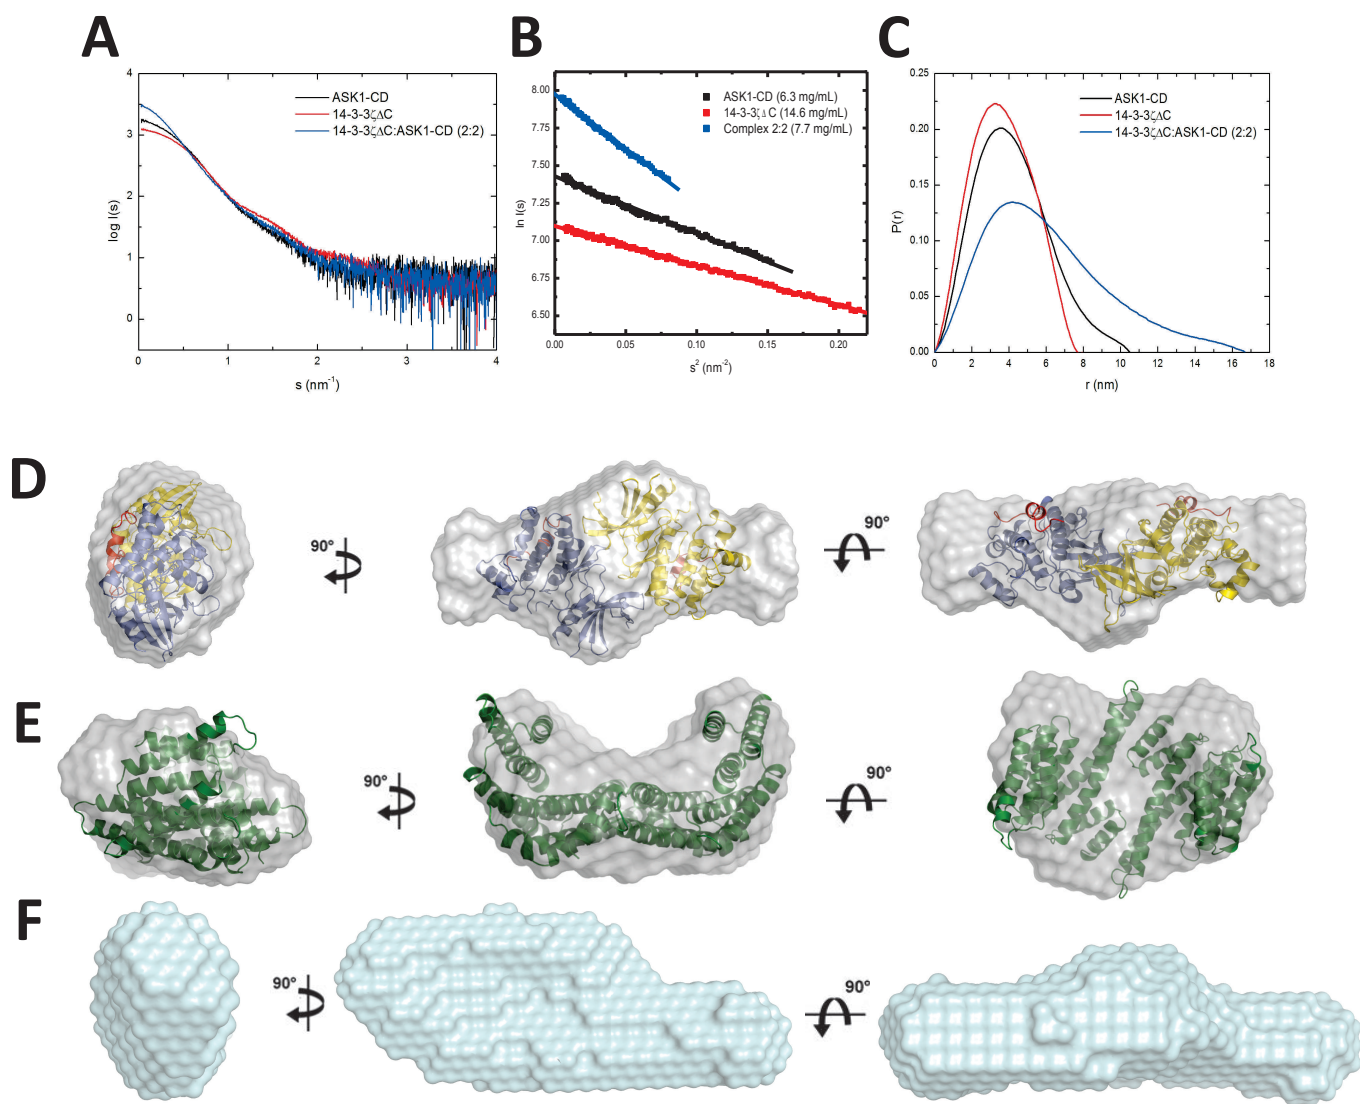 A
B
C
4
3
2
1
0
log I(s)
ASK1-CD
14-3-3ζΔC
14-3-3ζΔC:ASK1-CD (2:2)
0
1
2
3
4
s (nm-1)
8.00
7.75
7.50
7.25
7.00
6.75
6.50
ln I(s)
ASK1-CD (6.3 mg/mL)
14-3-3ζΔC (14.6 mg/mL)
Complex 2:2 (7.7 mg/mL)
0.00
0.05
0.10
0.15
0.20
s2 (nm-2)
0.25
0.20
0.15
0.10
0.05
0.00
P(r)
ASK1-CD
14-3-3ζΔC
14-3-3ζΔC:ASK1-CD (2:2)
0
2
4
6
8
10
12
14
16
18
r (nm)
D
90°
90°
E
90°
90°
F
90°
90°